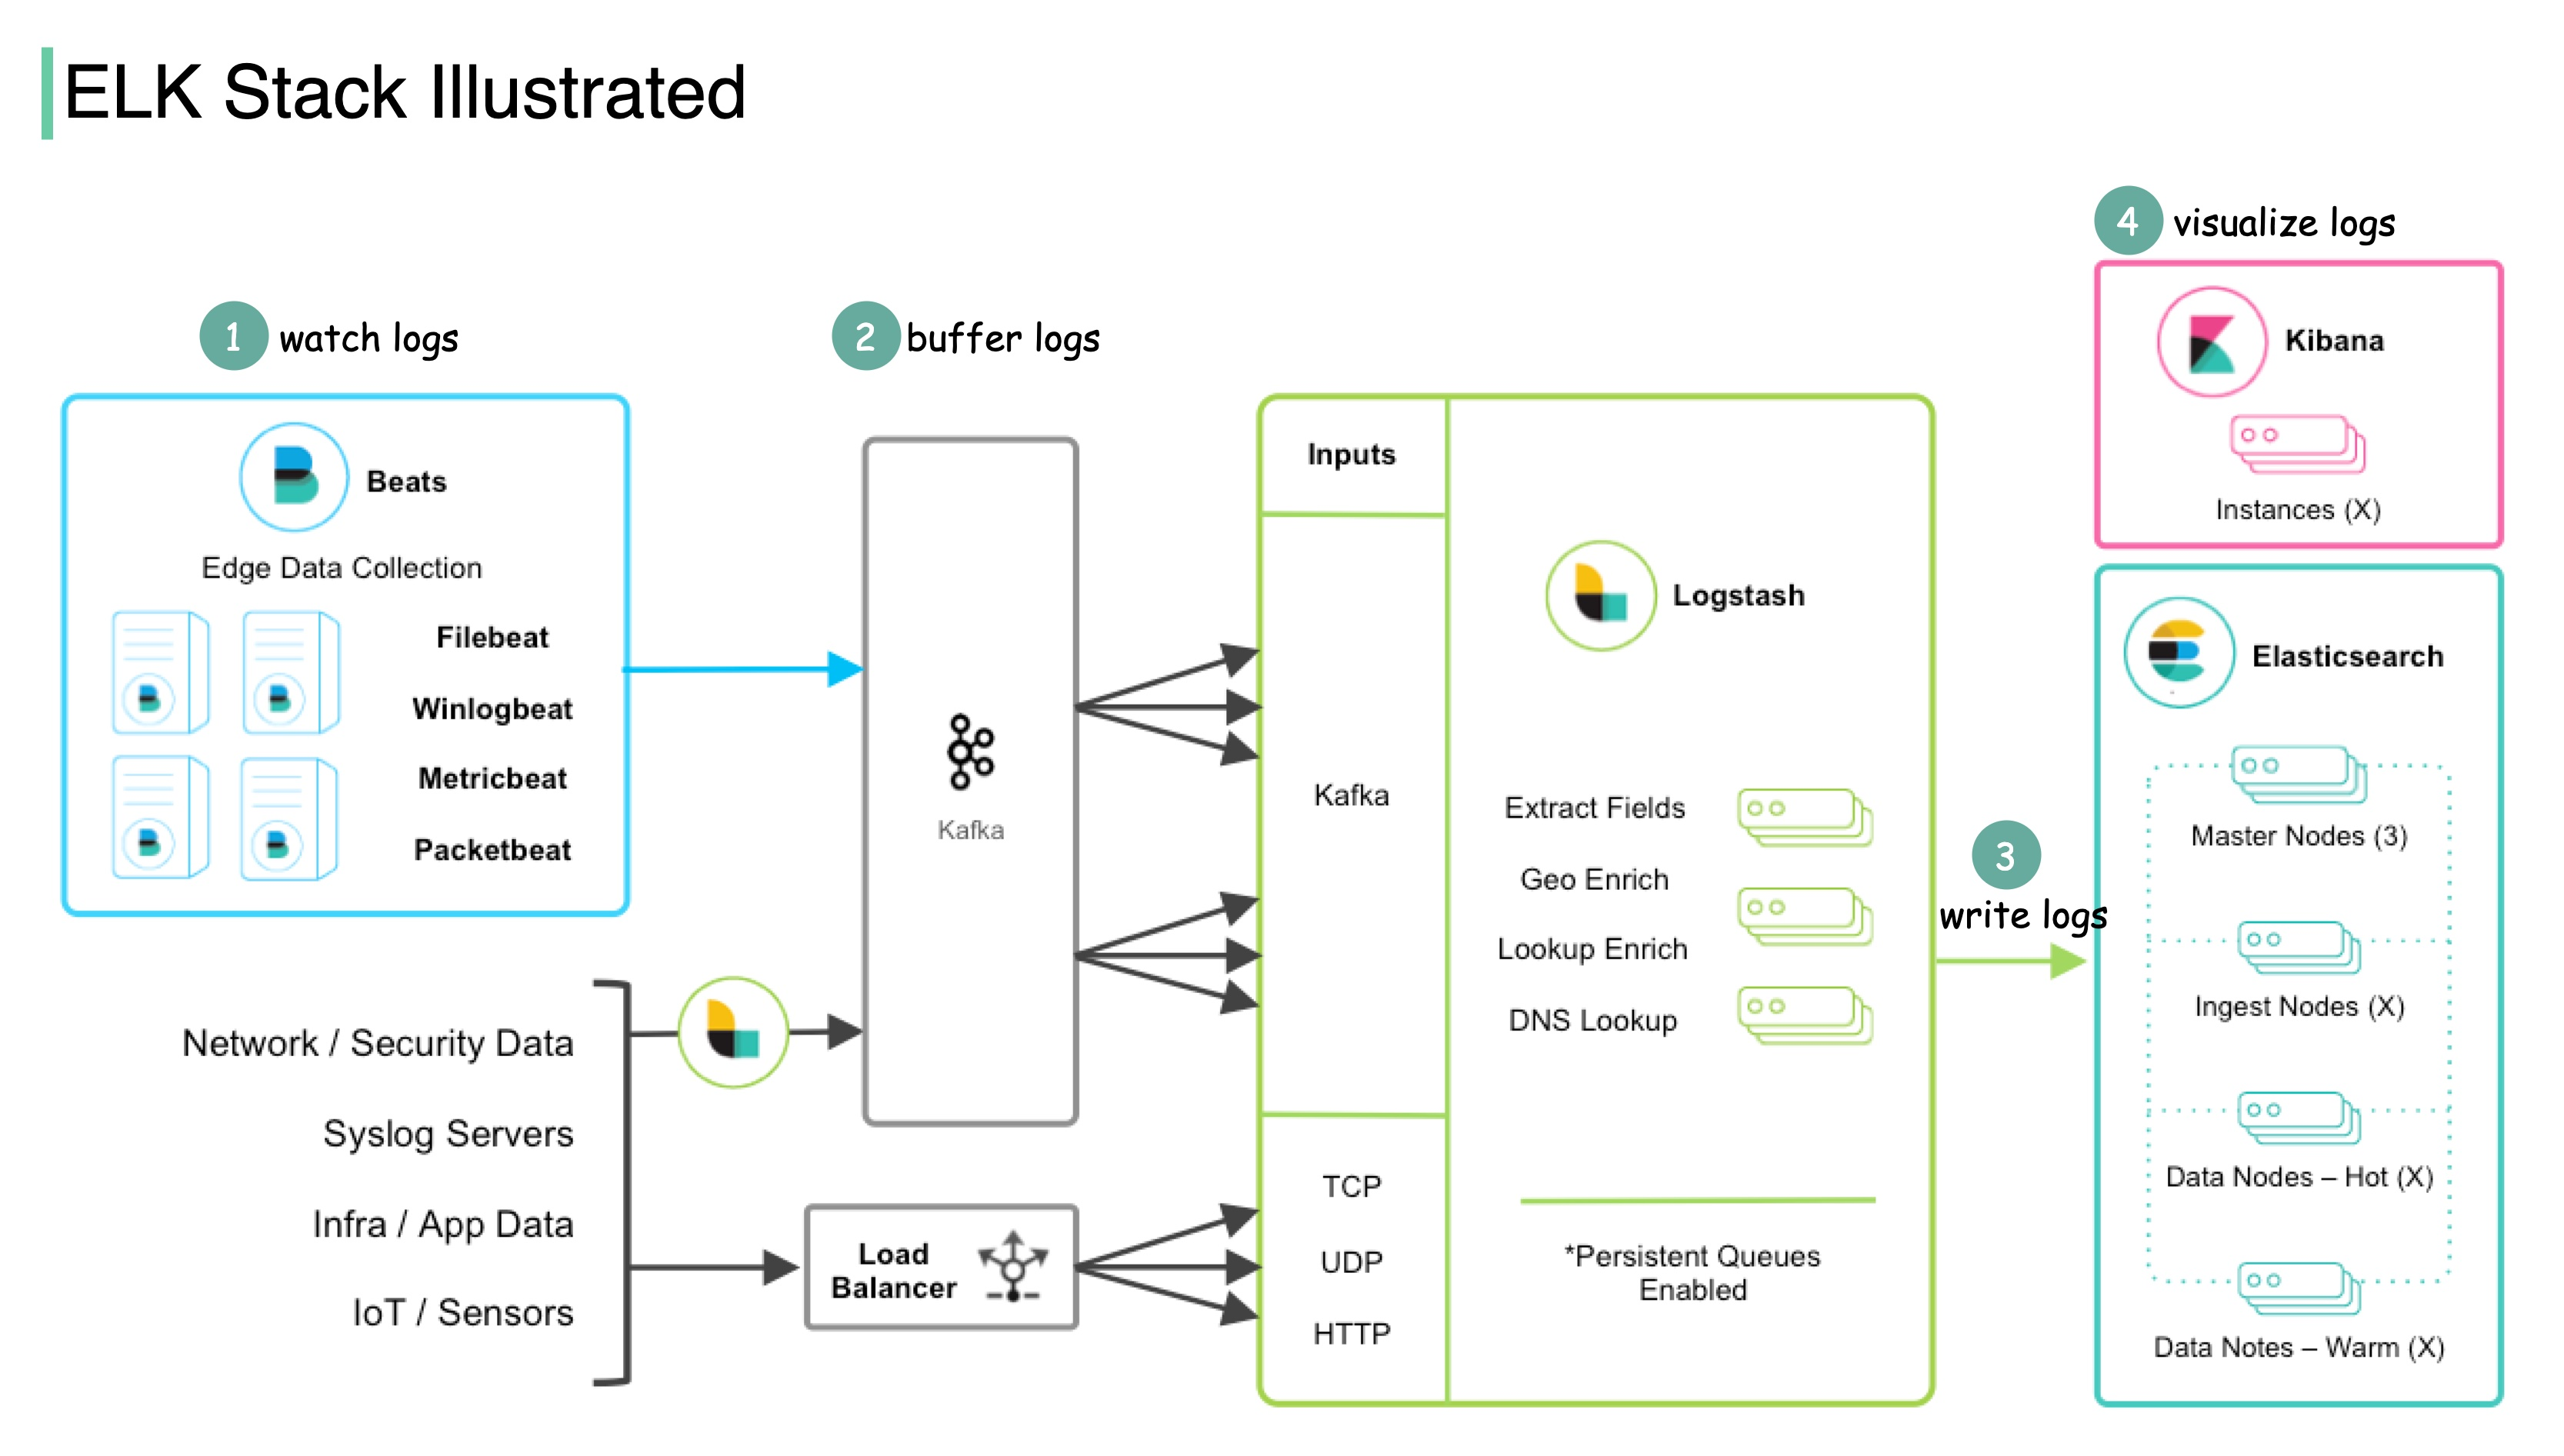 ELK Stack Illustrated
1 watch logs
Beats
Edge Data Collection
Filebeat
Winlogbeat
Metricbeat
Packetbeat
Network / Security Data
Syslog Servers
Infra / App Data
IoT / Sensors
2 buffer logs
Kafka
Load
Balancer
Inputs
Kafka
TCP
UDP
HTTP
Logstash
Extract Fields
Geo Enrich
Lookup Enrich
DNS Lookup
*Persistent Queues
Enabled
3
write logs
4 visualize logs
Kibana
Instances (X)
Elasticsearch
Master Nodes (3)
Ingest Nodes (X)
Data Nodes – Hot (X)
Data Notes – Warm (X)